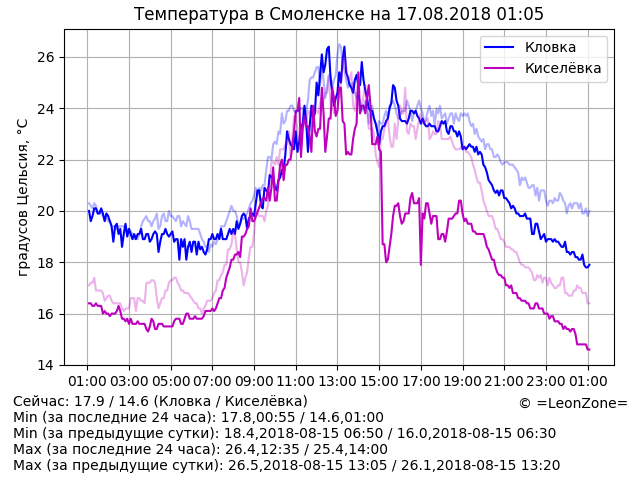 Температура в Смоленске на 17.08.2018 01:05
Кловка
Киселёвка
градусов Цельсия, °C
26
24
22
20
18
16
14
01:00 03:00 05:00 07:00 09:00 11:00 13:00 15:00 17:00 19:00 21:00 23:00 01:00
Сейчас: 17.9 / 14.6 (Кловка / Киселёвка)
© =LeonZone=
Min (за последние 24 часа): 17.8,00:55 / 14.6,01:00
Min (за предыдущие сутки): 18.4,2018-08-15 06:50 / 16.0,2018-08-15 06:30
Max (за последние 24 часа): 26.4,12:35 / 25.4,14:00
Max (за предыдущие сутки): 26.5,2018-08-15 13:05 / 26.1,2018-08-15 13:20